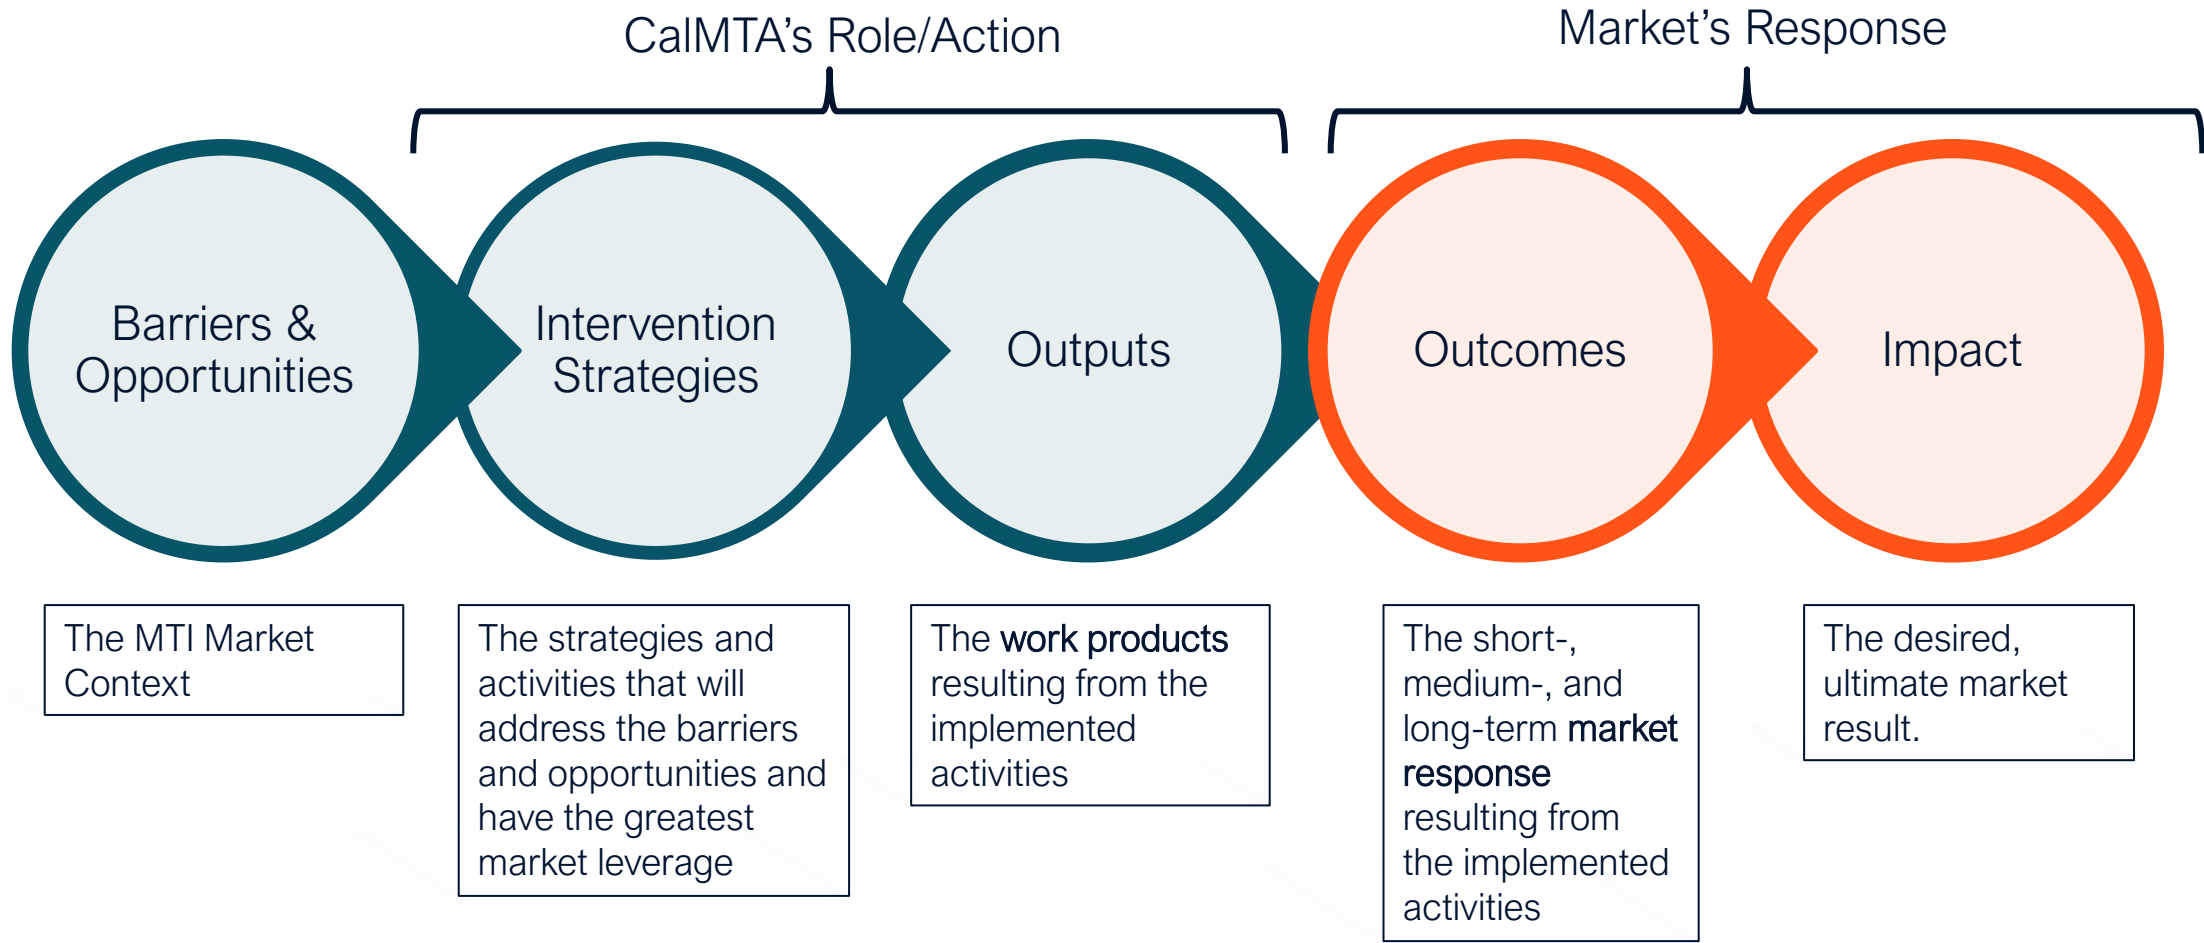 CalMTA's Role/Action
Market's Response
Barriers &
Opportunities
Intervention
Strategies
Outputs
Outcomes
Impact
The MTI Market
Context
The strategies and
activities that will
address the barriers
and opportunities and
have the greatest
market leverage
The work products
resulting from the
implemented
activities
The short-,
medium-, and
long-term market
response
resulting from
the implemented
activities
The desired,
ultimate market
result.